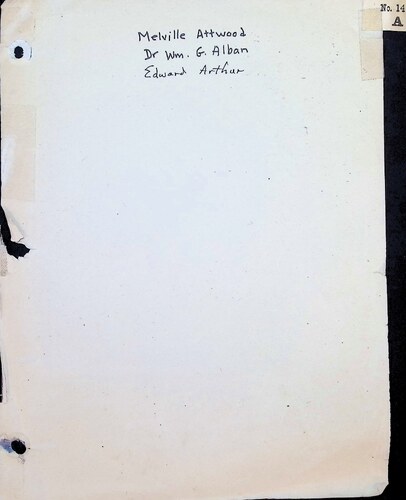 No. 14
A
Melville Attwood
Dr Wm. G. Alban
Edward Arthur